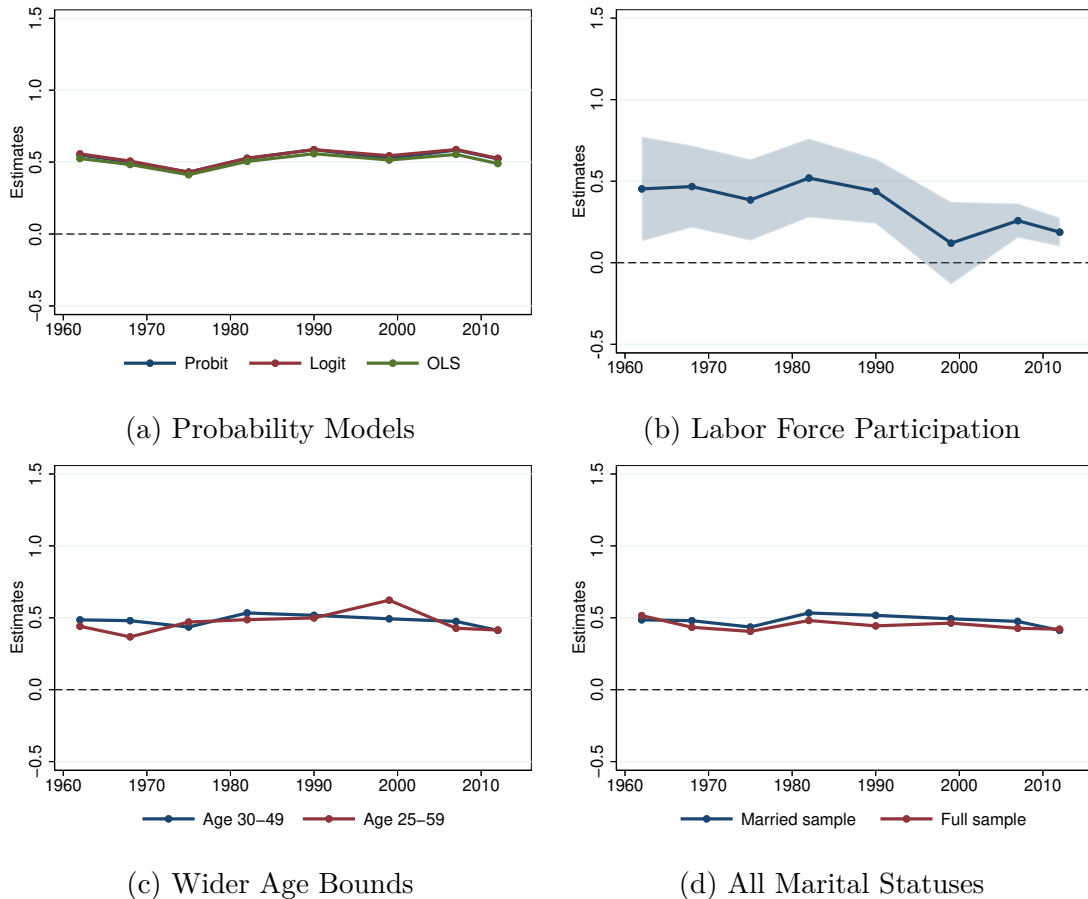 1.5
1.0
Estimates
0.5
0.0
−0.5
1960 1970 1980 1990 2000 2010
Probit Logit OLS
(a) Probability Models
1.5
1.0
Estimates
0.5
0.0
-0.5
1960 1970 1980 1990 2000 2010
(b) Labor Force Participation
1.5
1.0
Estimates
0.5
0.0
−0.5
1960 1970 1980 1990 2000 2010
Age 30−49 Age 25−59
(c) Wider Age Bounds
1.5
1.0
Estimates
0.5
0.0
−0.5
1960 1970 1980 1990 2000 2010
Married sample Full sample
(d) All Marital Statuses